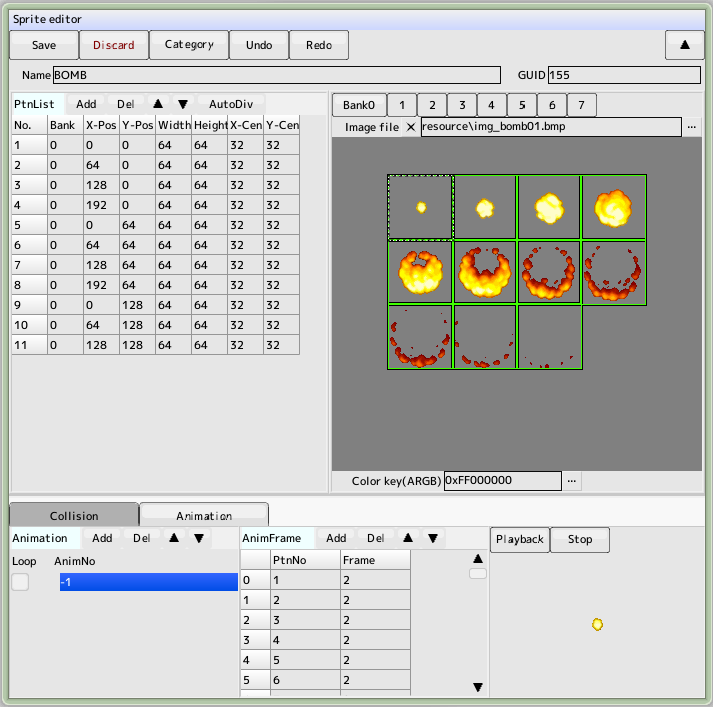 Sprite editor
Save Discard Category Undo Redo ▲
Name BOMB GUID 155
PtnList Add Del ▲ ▼ AutoDiv
No. Bank X-Pos Y-Pos Width Height X-Cen Y-Cen
1 0 0 0 64 64 32 32
2 0 64 0 64 64 32 32
3 0 128 0 64 64 32 32
4 0 192 0 64 64 32 32
5 0 0 64 64 64 32 32
6 0 64 64 64 64 32 32
7 0 128 64 64 64 32 32
8 0 192 64 64 64 32 32
9 0 0 128 64 64 32 32
10 0 64 128 64 64 32 32
11 0 128 128 64 64 32 32
Bank0 1 2 3 4 5 6 7
Image file ✕ resource\img_bomb01.bmp ...
Color key(ARGB) 0xFF000000 ...
Collision Animation
Animation Add Del ▲ ▼
Loop AnimNo
-1
AnimFrame Add Del ▲ ▼
PtnNo Frame
0 1 2
1 2 2
2 3 2
3 4 2
4 5 2
5 6 2
Playback Stop